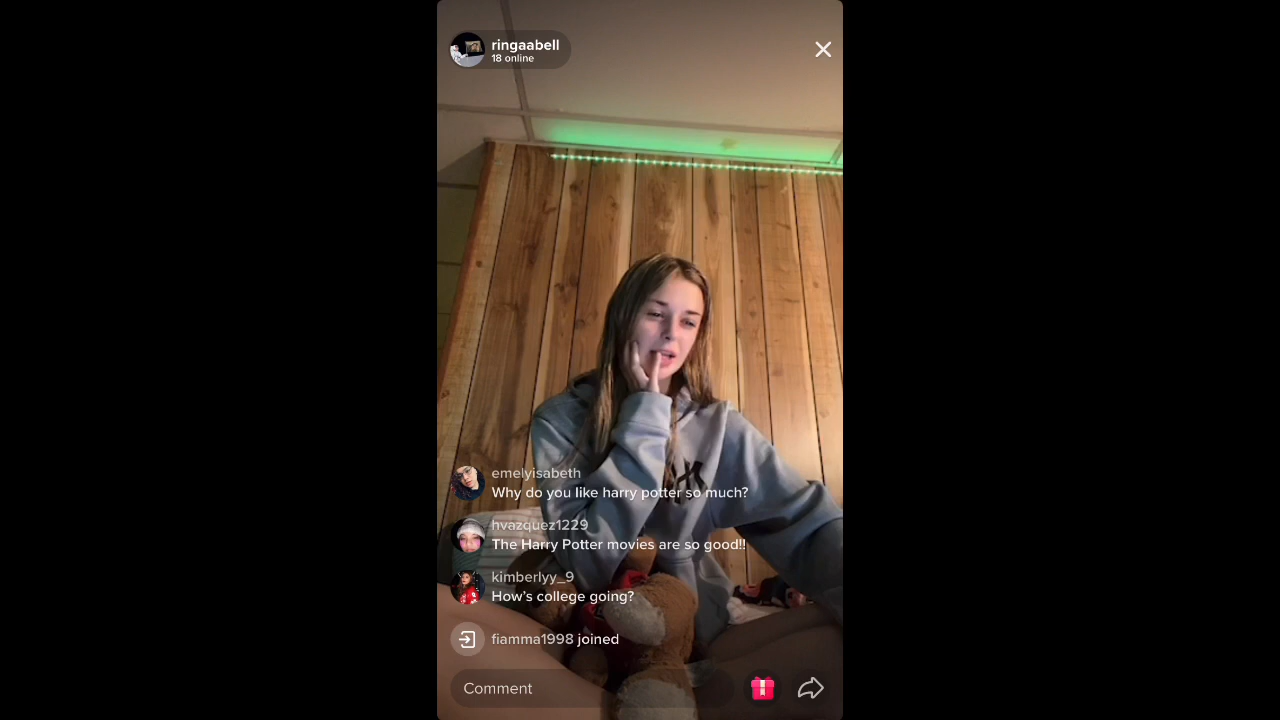 ringaabell
18 online
emelyisabeth
Why do you like harry potter so much?
hvazquez1229
The Harry Potter movies are so good!!
kimberlyy_9
How's college going?
fiamma1998 joined
Comment